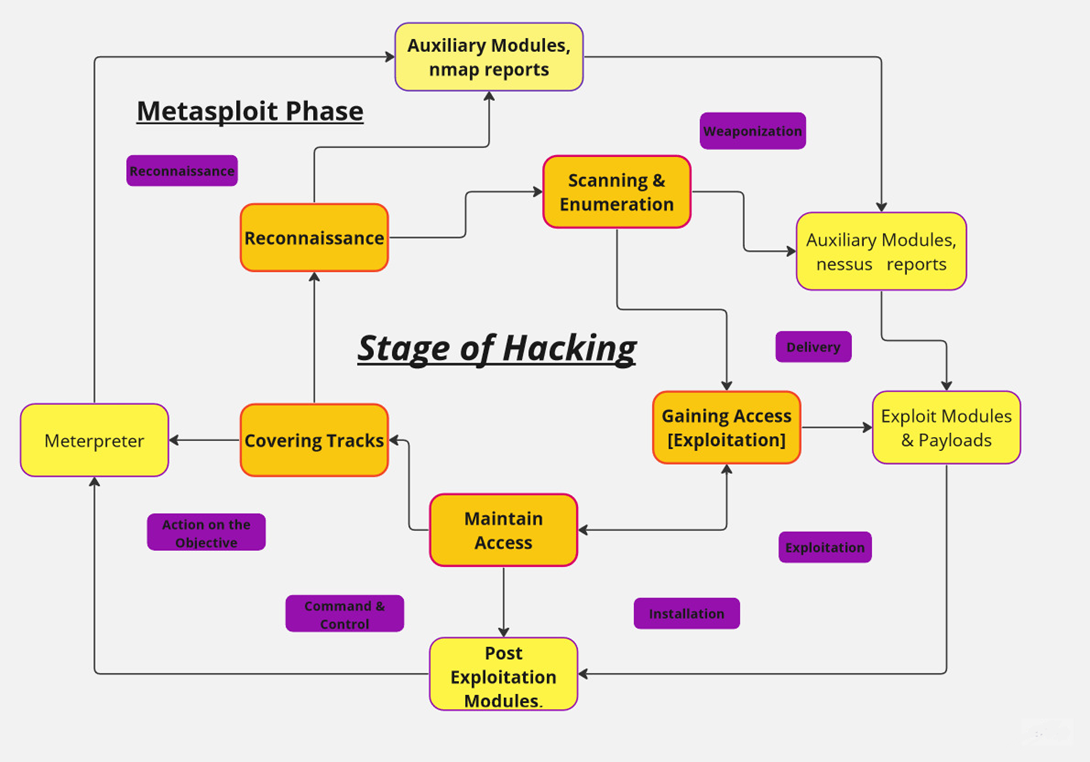 Auxiliary Modules,
nmap reports
Metasploit Phase
Weaponization
Reconnaissance
Scanning &
Enumeration
Reconnaissance
Auxiliary Modules,
nessus reports
Stage of Hacking
Delivery
Meterpreter
Covering Tracks
Gaining Access
[Exploitation]
Exploit Modules
& Payloads
Maintain
Access
Action on the
Objective
Exploitation
Command &
Control
Installation
Post
Exploitation
Modules.